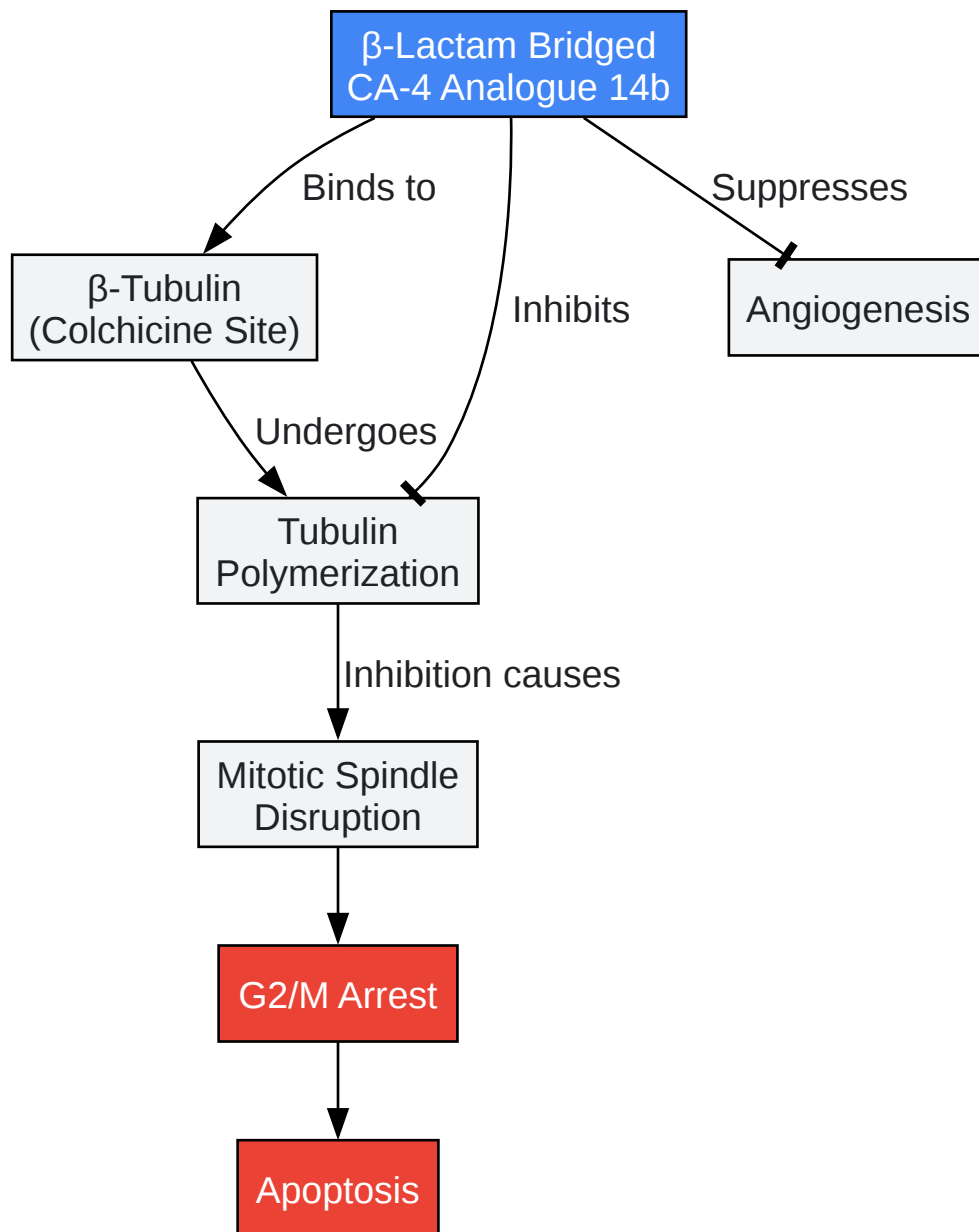 β-Lactam Bridged
CA-4 Analogue 14b
Binds to
Suppresses
β-Tubulin
(Colchicine Site)
Inhibits
Angiogenesis
Undergoes
Tubulin
Polymerization
Inhibition causes
Mitotic Spindle
Disruption
G2/M Arrest
Apoptosis